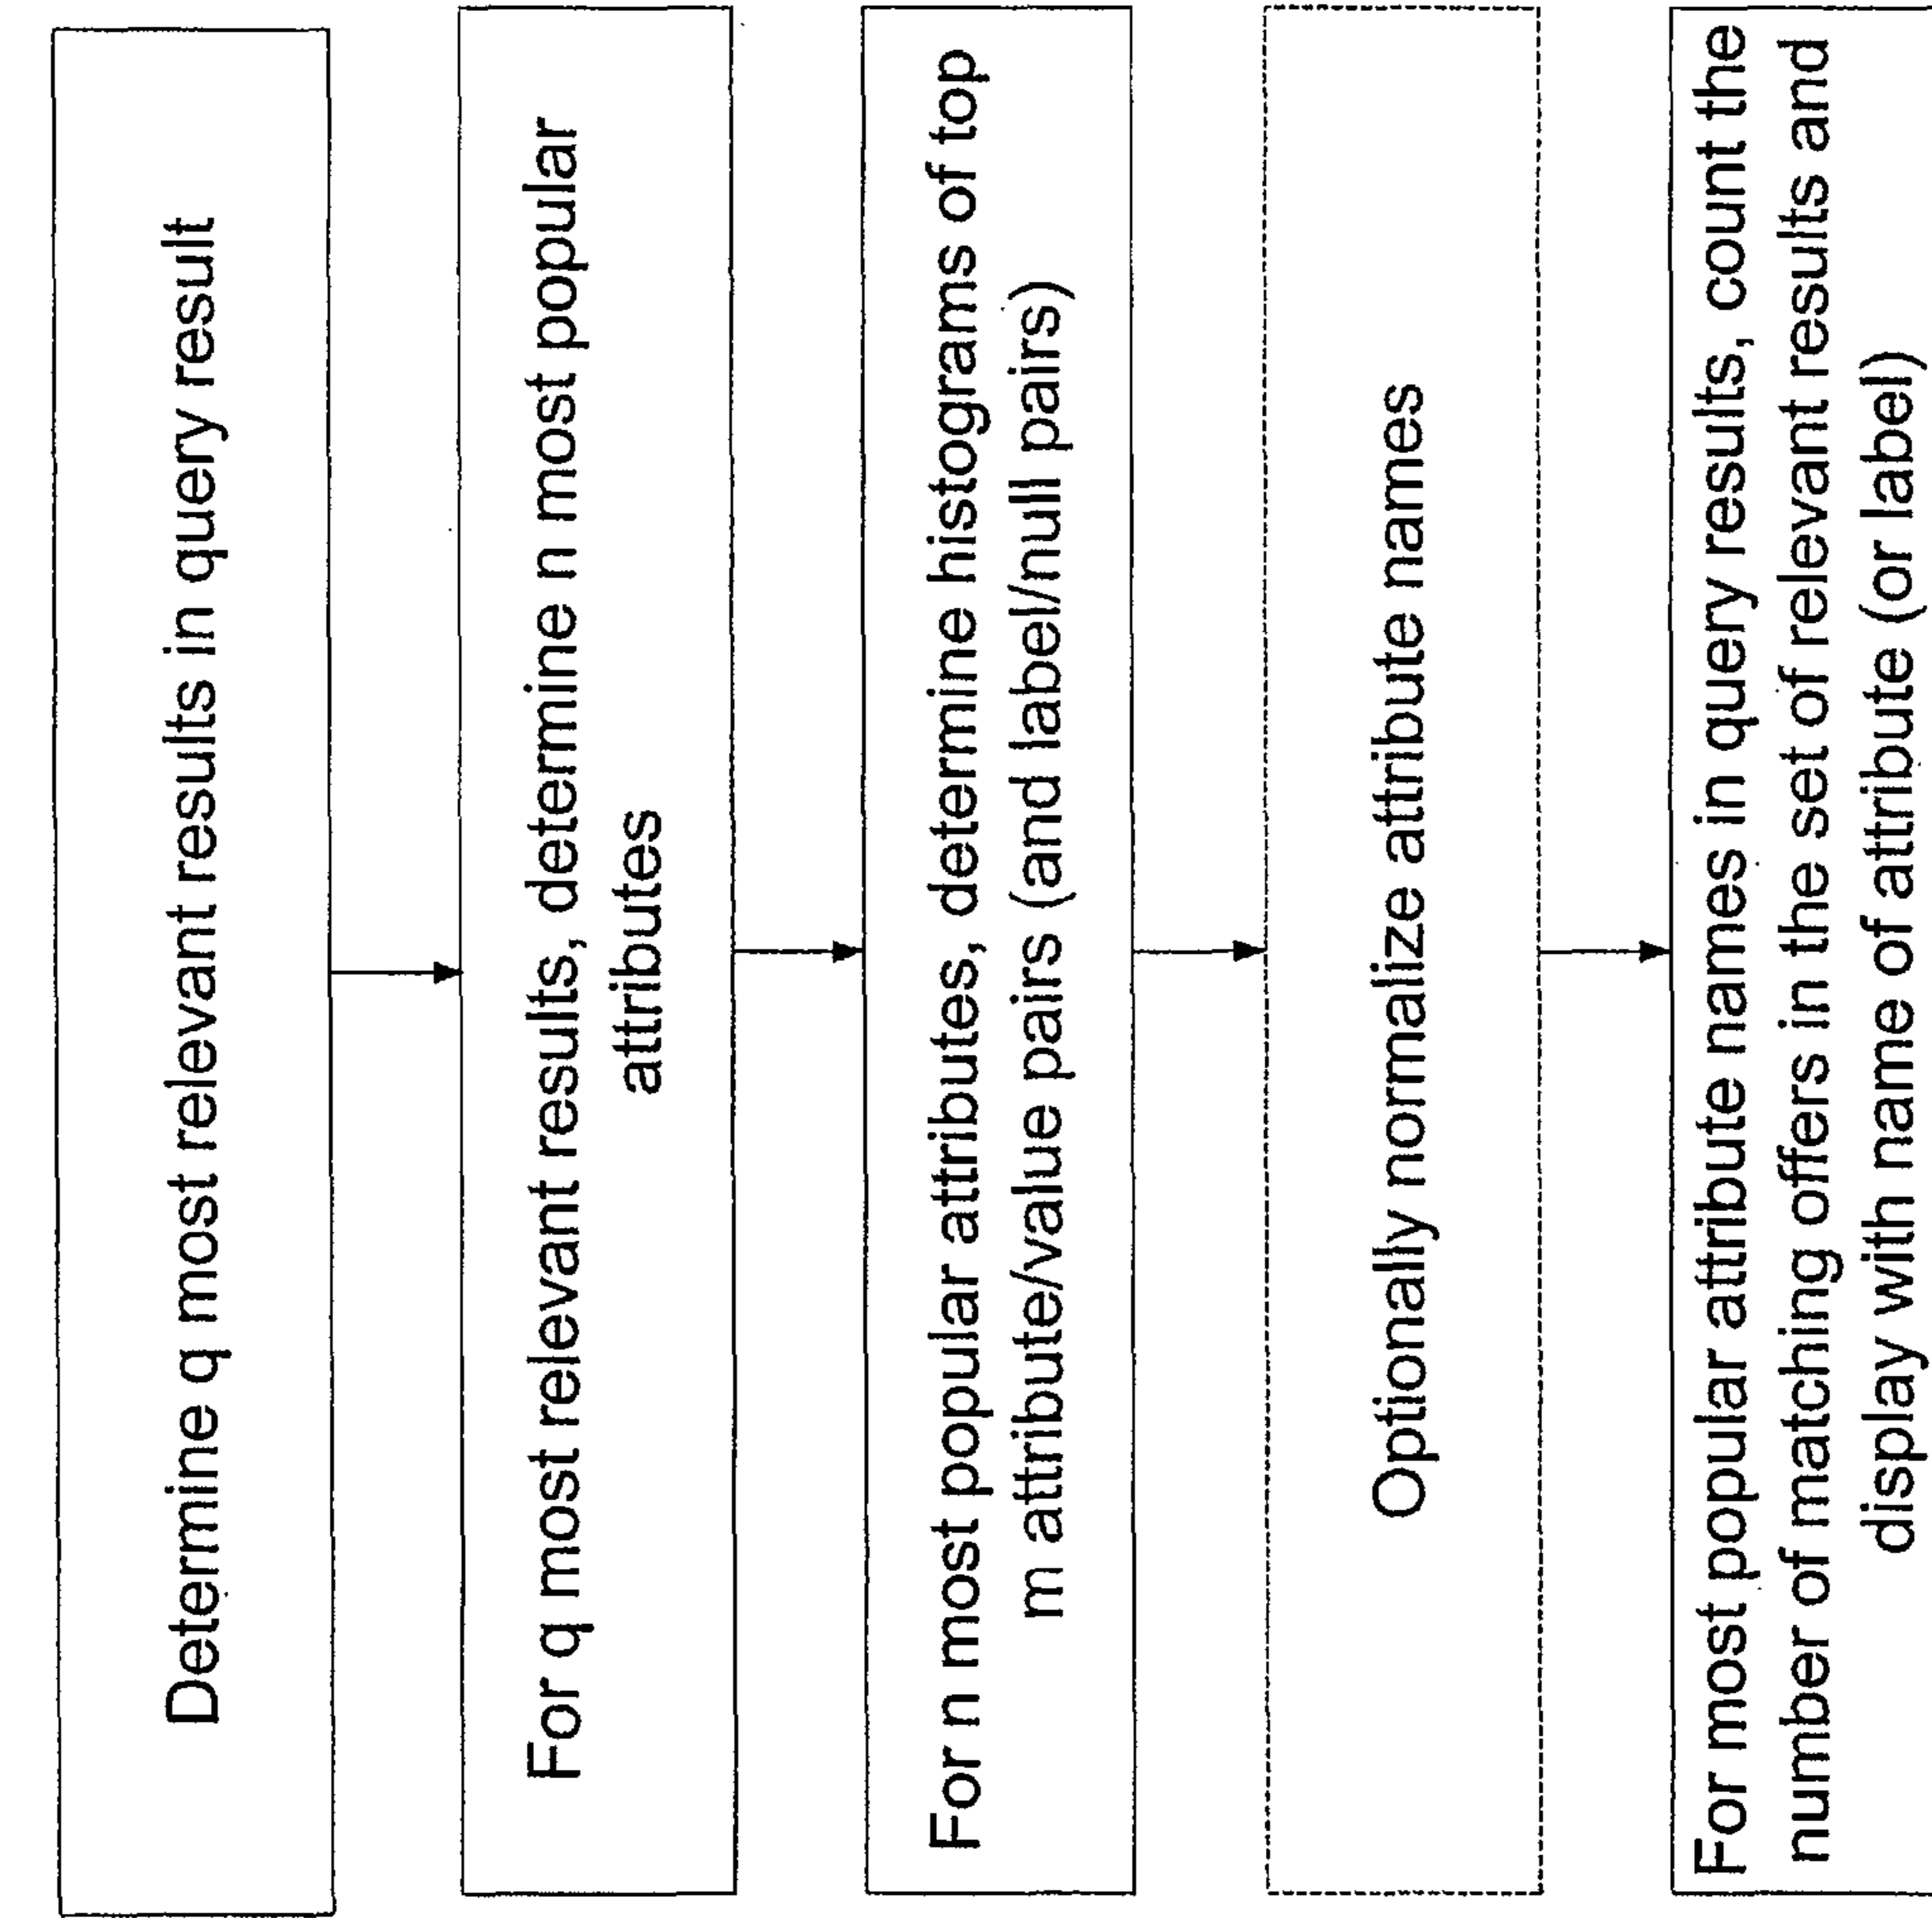 Determine q most relevant results in query result
For q most relevant results, determine n most popular
attributes
For n most popular attributes, determine histograms of top
m attribute/value pairs (and label/null pairs)
Optionally normalize attribute names
For most popular attribute names in query results, count the
number of matching offers in the set of relevant results and
display with name of attribute (or label)